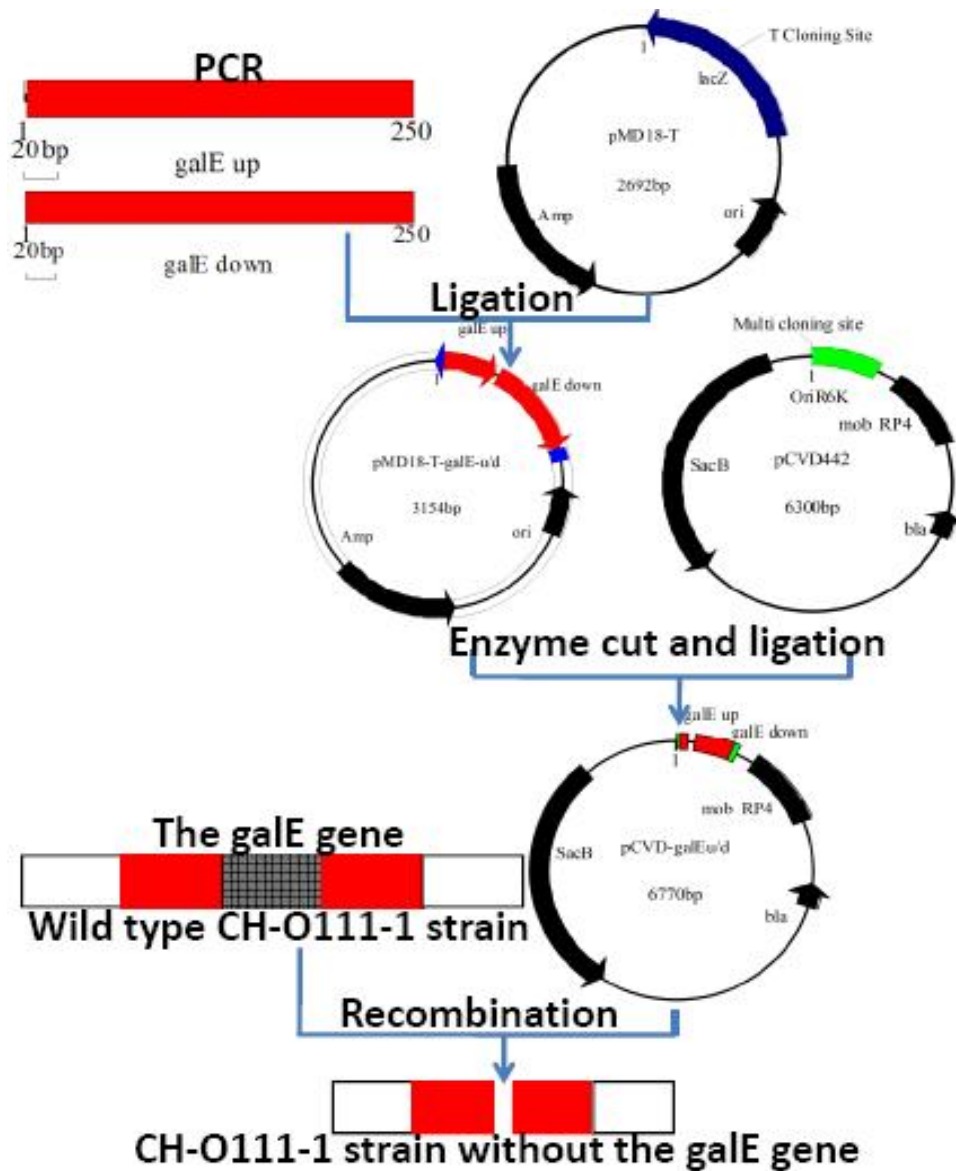 PCR
1
250
20bp
galE up
1
250
20bp
galE down
T Cloning Site
1
lacZ
pMD18-T
2692bp
Amp
ori
Ligation
galE up
1
galE down
pMD18-T-galE-u/d
3154bp
Amp
ori
Multi cloning site
1
OriR6K
mob RP4
SacB
pCVD442
6300bp
bla
Enzyme cut and ligation
galE up
galE down
1
mob RP4
SacB
pCVD-galEu/d
6770bp
bla
The galE gene
Wild type CH-O111-1 strain
Recombination
CH-O111-1 strain without the galE gene